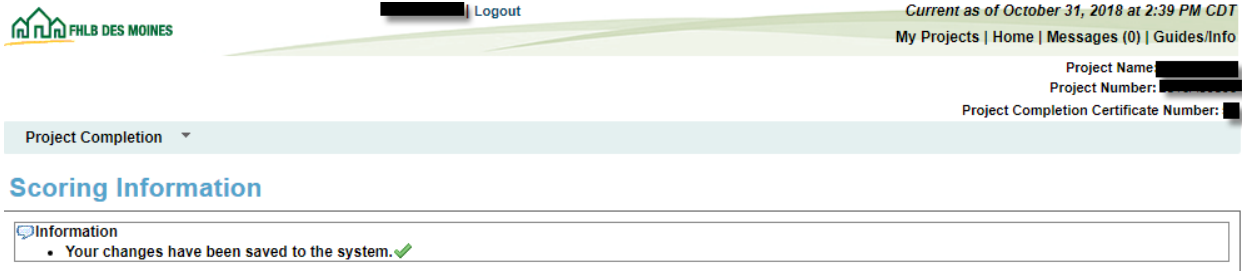 FHLB DES MOINES
| Logout
Current as of October 31, 2018 at 2:39 PM CDT
My Projects | Home | Messages (0) | Guides/Info
Project Name:
Project Number:
Project Completion Certificate Number:
Project Completion
Scoring Information
Information
• Your changes have been saved to the system.